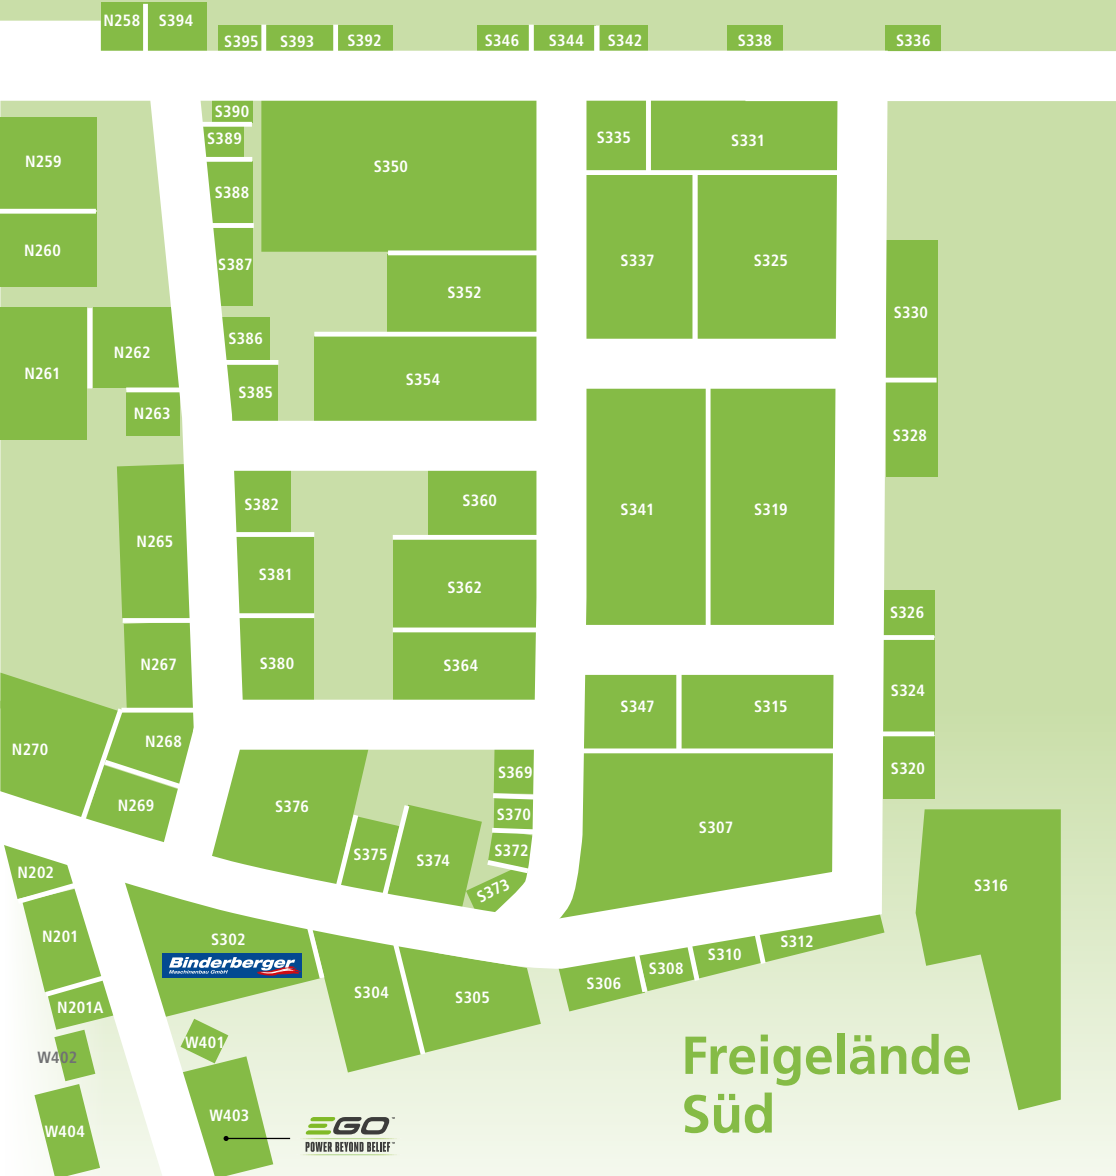 N258 S394
S395 S393 S392 S346 S344 S342 S338 S336
S390
S389
S335 S331
N259 S350
S388
N260 S387 S337 S325
S352
S330
S386
N262
N261 S354
S385
N263
S328
S382 S360
S341 S319
N265
S381
S362
S326
N267 S380 S364
S324
S347 S315
N268
N270
S369 S320
N269 S376
S370
S307
S375 S372
S374
N202
S373 S316
N201 S302
S312
Binderberger
Maschinenbau GmbH
S310
S308
S304 S305 S306
N201A
W401
W402
Freigelände
Süd
W403
W404
EGO™
POWER BEYOND BELIEF™